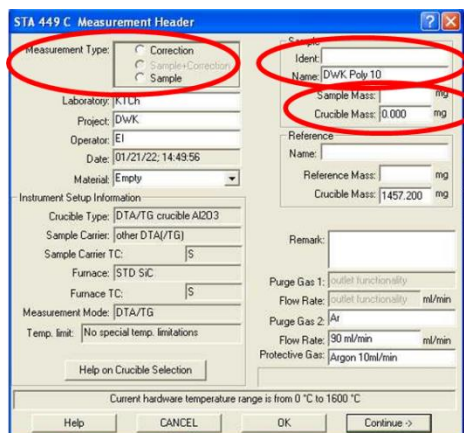 STA 449 C Measurement Header
Measurement Type:
Correction
Sample+Correction
Sample
Laboratory: KTCh
Project: DWK
Operator: EI
Date: 01/21/22; 14:49:56
Material: Empty
Instrument Setup Information
Crucible Type: DTA/TG crucible Al2O3
Sample Carrier: other DTA(/TG)
Sample Carrier TC: S
Furnace: STD SiC
Furnace TC: S
Measurement Mode: DTA/TG
Temp. limit: No special temp. limitations
Help on Crucible Selection
Sample
Ident:
Name: DWK Poly 10
Sample Mass: mg
Crucible Mass: 0.000 mg
Reference
Name:
Reference Mass: mg
Crucible Mass: 1457.200 mg
Remark:
Purge Gas 1: outlet functionality
Flow Rate: outlet functionality ml/min
Purge Gas 2: Ar
Flow Rate: 90 ml/min ml/min
Protective Gas: Argon 10ml/min
Current hardware temperature range is from 0 °C to 1600 °C
Help CANCEL OK Continue ->